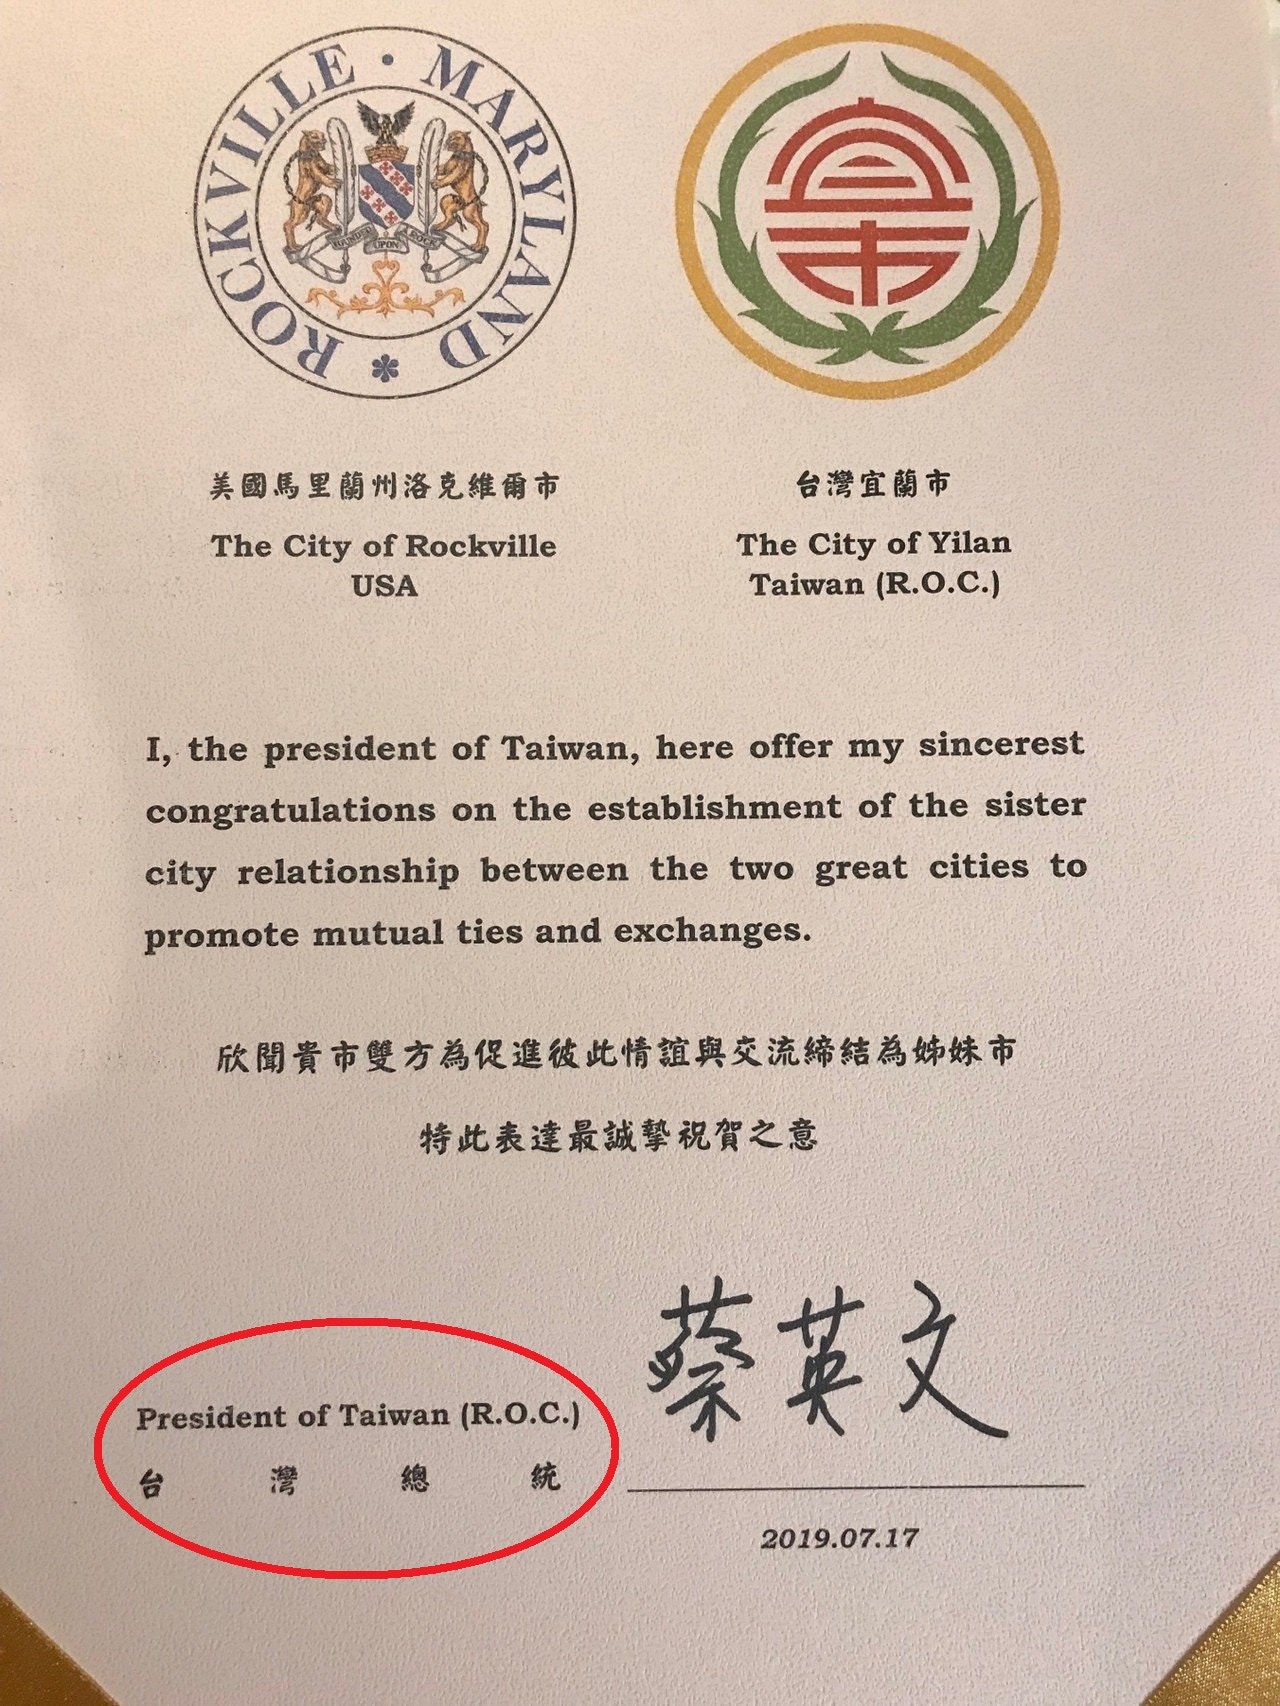 ROCKVILLE · MARYLAND
FOUNDED UPON A ROCK
美國馬里蘭州洛克維爾市
The City of Rockville
USA
台灣宜蘭市
The City of Yilan
Taiwan (R.O.C.)
I, the president of Taiwan, here offer my sincerest
congratulations on the establishment of the sister
city relationship between the two great cities to
promote mutual ties and exchanges.
欣聞貴市雙方為促進彼此情誼與交流締結為姊妹市
特此表達最誠摯祝賀之意
President of Taiwan (R.O.C.)
台灣總統
蔡英文
2019.07.17